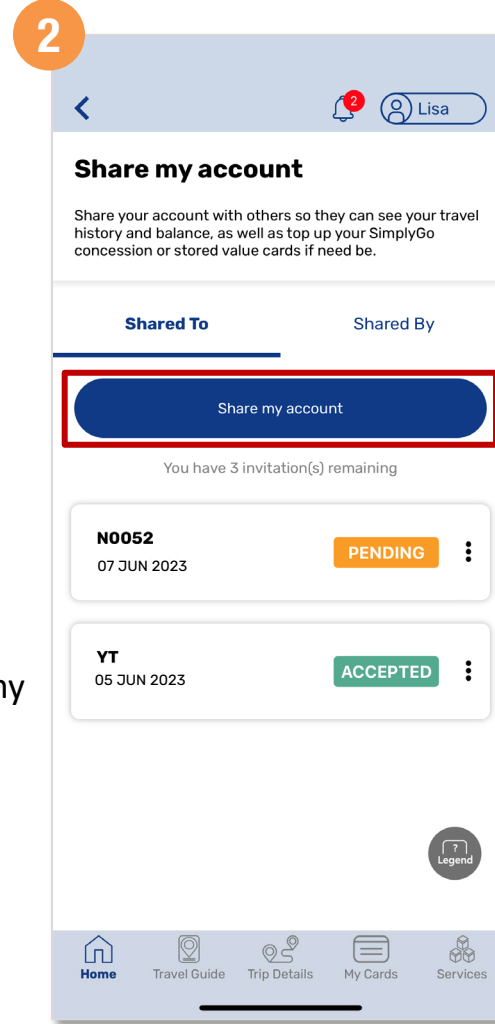 2
2
Lisa
Share my account
Share your account with others so they can see your travel
history and balance, as well as top up your SimplyGo
concession or stored value cards if need be.
Shared To
Shared By
Share my account
You have 3 invitation(s) remaining
N0052
07 JUN 2023
PENDING
YT
05 JUN 2023
ACCEPTED
?
Legend
Home
Travel Guide
Trip Details
My Cards
Services